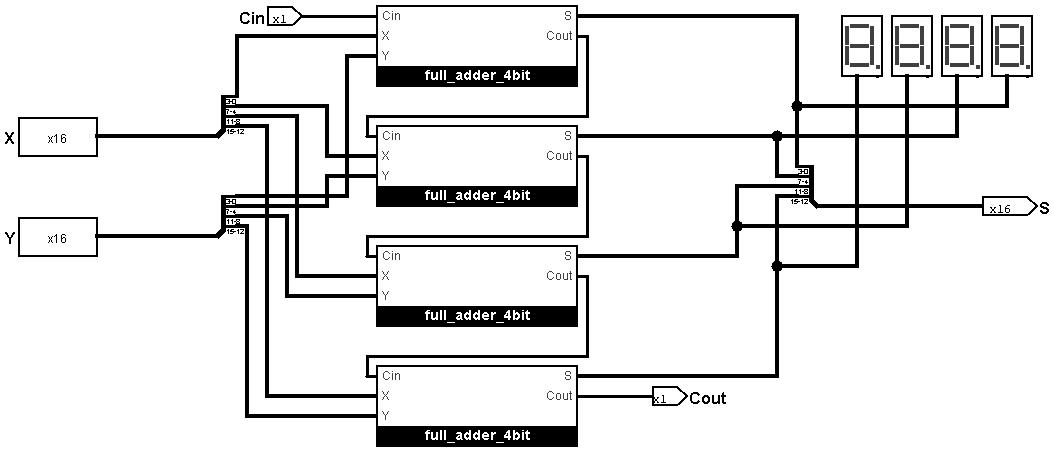 Cin x1
Cin S
X Cout
Y
full_adder_4bit
3-0
7-4
11-8
15-12
X x16
Cin S
X Cout
Y
full_adder_4bit
3-0
7-4
11-8
15-12
x16 S
3-0
7-4
11-8
15-12
Y x16
Cin S
X Cout
Y
full_adder_4bit
Cin S
X Cout
Y
x1 Cout
full_adder_4bit